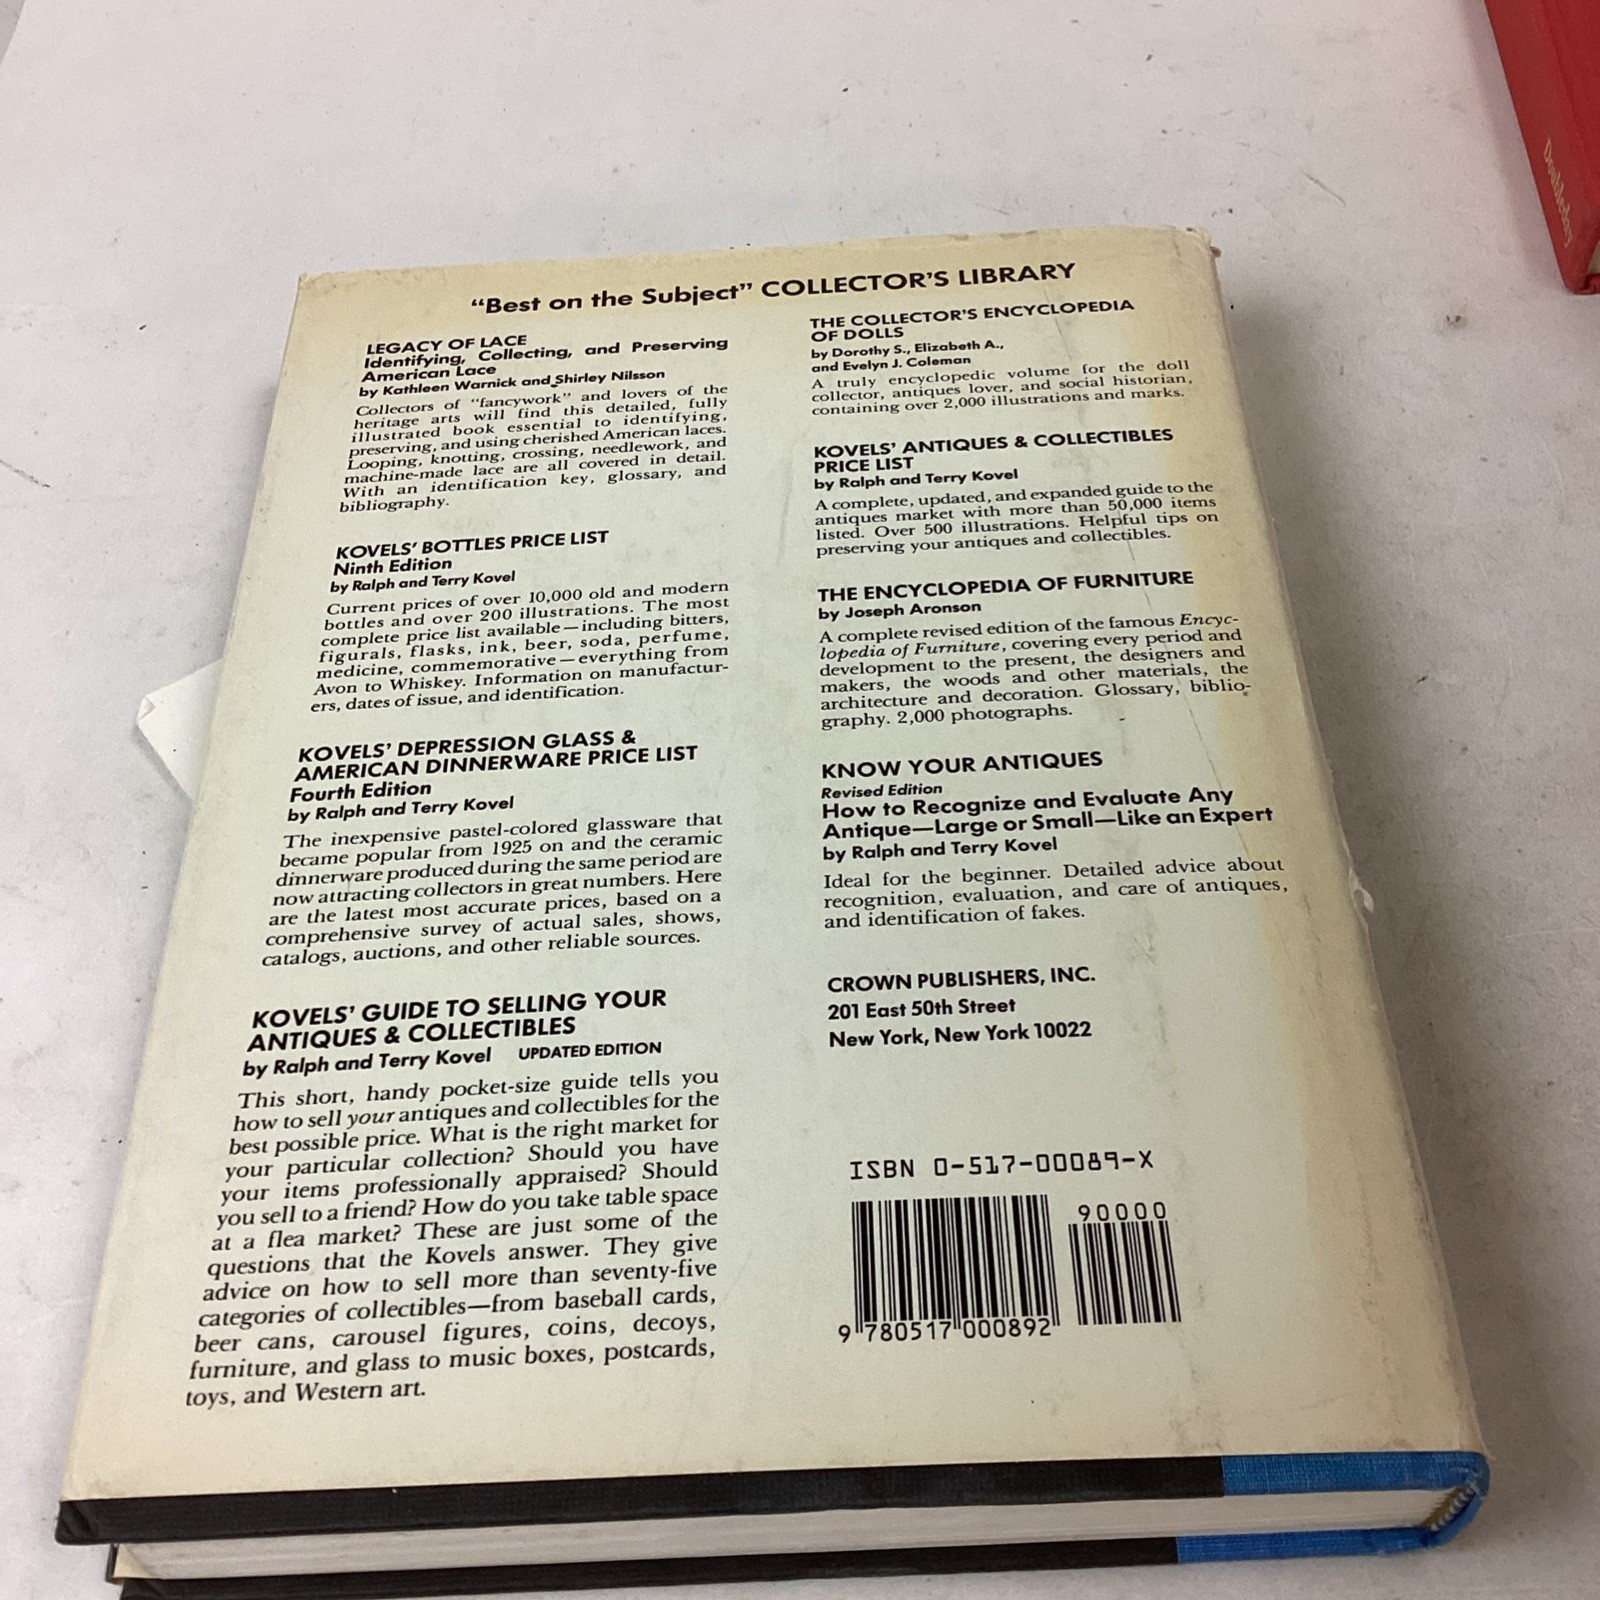 "Best on the Subject" COLLECTOR'S LIBRARY
LEGACY OF LACE
Identifying, Collecting, and Preserving
American Lace
by Kathleen Warnick and Shirley Nilsson
Collectors of "fancywork" and lovers of the
heritage arts will find this detailed, fully
illustrated book essential to identifying,
preserving, and using cherished American laces.
Looping, knotting, crossing, needlework, and
machine-made lace are all covered in detail.
With an identification key, glossary, and
bibliography.
KOVELS' BOTTLES PRICE LIST
Ninth Edition
by Ralph and Terry Kovel
Current prices of over 10,000 old and modern
bottles and over 200 illustrations. The most
complete price list available—including bitters,
figurals, flasks, ink, beer, soda, perfume,
medicine, commemorative—everything from
Avon to Whiskey. Information on manufactur-
ers, dates of issue, and identification.
KOVELS' DEPRESSION GLASS &
AMERICAN DINNERWARE PRICE LIST
Fourth Edition
by Ralph and Terry Kovel
The inexpensive pastel-colored glassware that
became popular from 1925 on and the ceramic
dinnerware produced during the same period are
now attracting collectors in great numbers. Here
are the latest most accurate prices, based on a
comprehensive survey of actual sales, shows,
catalogs, auctions, and other reliable sources.
KOVELS' GUIDE TO SELLING YOUR
ANTIQUES & COLLECTIBLES
by Ralph and Terry Kovel UPDATED EDITION
This short, handy pocket-size guide tells you
how to sell your antiques and collectibles for the
best possible price. What is the right market for
your particular collection? Should you have
your items professionally appraised? Should
you sell to a friend? How do you take table space
at a flea market? These are just some of the
questions that the Kovels answer. They give
advice on how to sell more than seventy-five
categories of collectibles—from baseball cards,
beer cans, carousel figures, coins, decoys,
furniture, and glass to music boxes, postcards,
toys, and Western art.
THE COLLECTOR'S ENCYCLOPEDIA
OF DOLLS
by Dorothy S., Elizabeth A.,
and Evelyn J. Coleman
A truly encyclopedic volume for the doll
collector, antiques lover, and social historian,
containing over 2,000 illustrations and marks.
KOVELS' ANTIQUES & COLLECTIBLES
PRICE LIST
by Ralph and Terry Kovel
A complete, updated, and expanded guide to the
antiques market with more than 50,000 items
listed. Over 500 illustrations. Helpful tips on
preserving your antiques and collectibles.
THE ENCYCLOPEDIA OF FURNITURE
by Joseph Aronson
A complete revised edition of the famous Encyc-
lopedia of Furniture, covering every period and
development to the present, the designers and
makers, the woods and other materials, the
architecture and decoration. Glossary, biblio-
graphy. 2,000 photographs.
KNOW YOUR ANTIQUES
Revised Edition
How to Recognize and Evaluate Any
Antique—Large or Small—Like an Expert
by Ralph and Terry Kovel
Ideal for the beginner. Detailed advice about
recognition, evaluation, and care of antiques,
and identification of fakes.
CROWN PUBLISHERS, INC.
201 East 50th Street
New York, New York 10022
ISBN 0-517-00089-X
90000
9 780517 000892
Doubleday